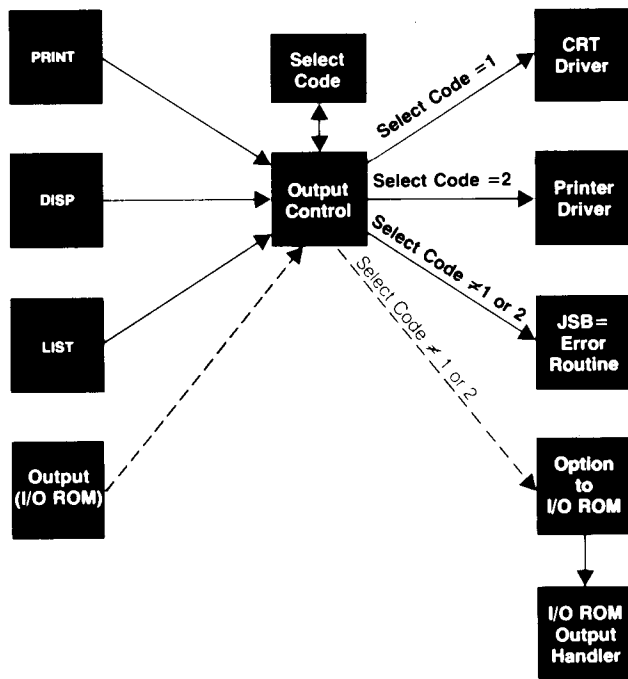 PRINT
Select
Code
CRT
Driver
Select Code =1
DISP
Output
Control
Select Code =2
Printer
Driver
Select Code ≠1 or 2
LIST
JSB=
Error
Routine
Select Code ≠ 1 or 2
Output
(I/O ROM)
Option
to
I/O ROM
I/O ROM
Output
Handler